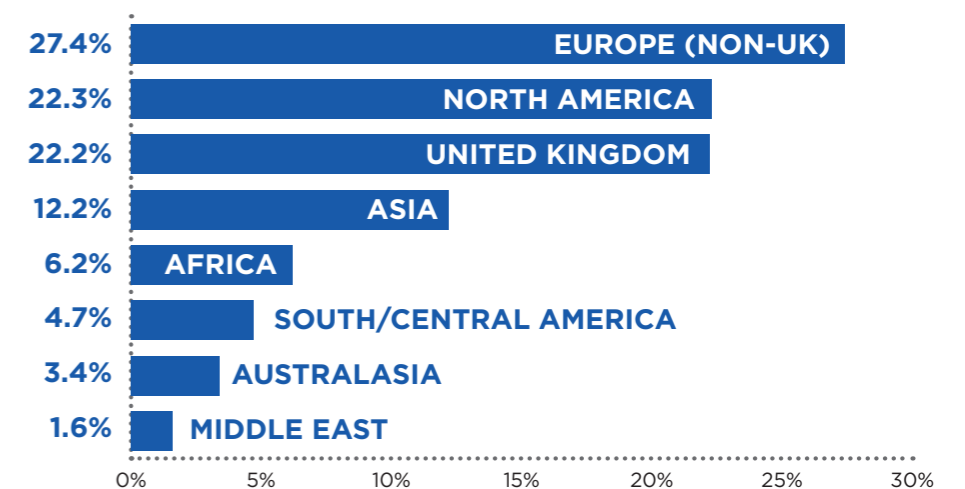 27.4% EUROPE (NON-UK)
22.3% NORTH AMERICA
22.2% UNITED KINGDOM
12.2% ASIA
6.2% AFRICA
4.7% SOUTH/CENTRAL AMERICA
3.4% AUSTRALASIA
1.6% MIDDLE EAST
0% 5% 10% 15% 20% 25% 30%